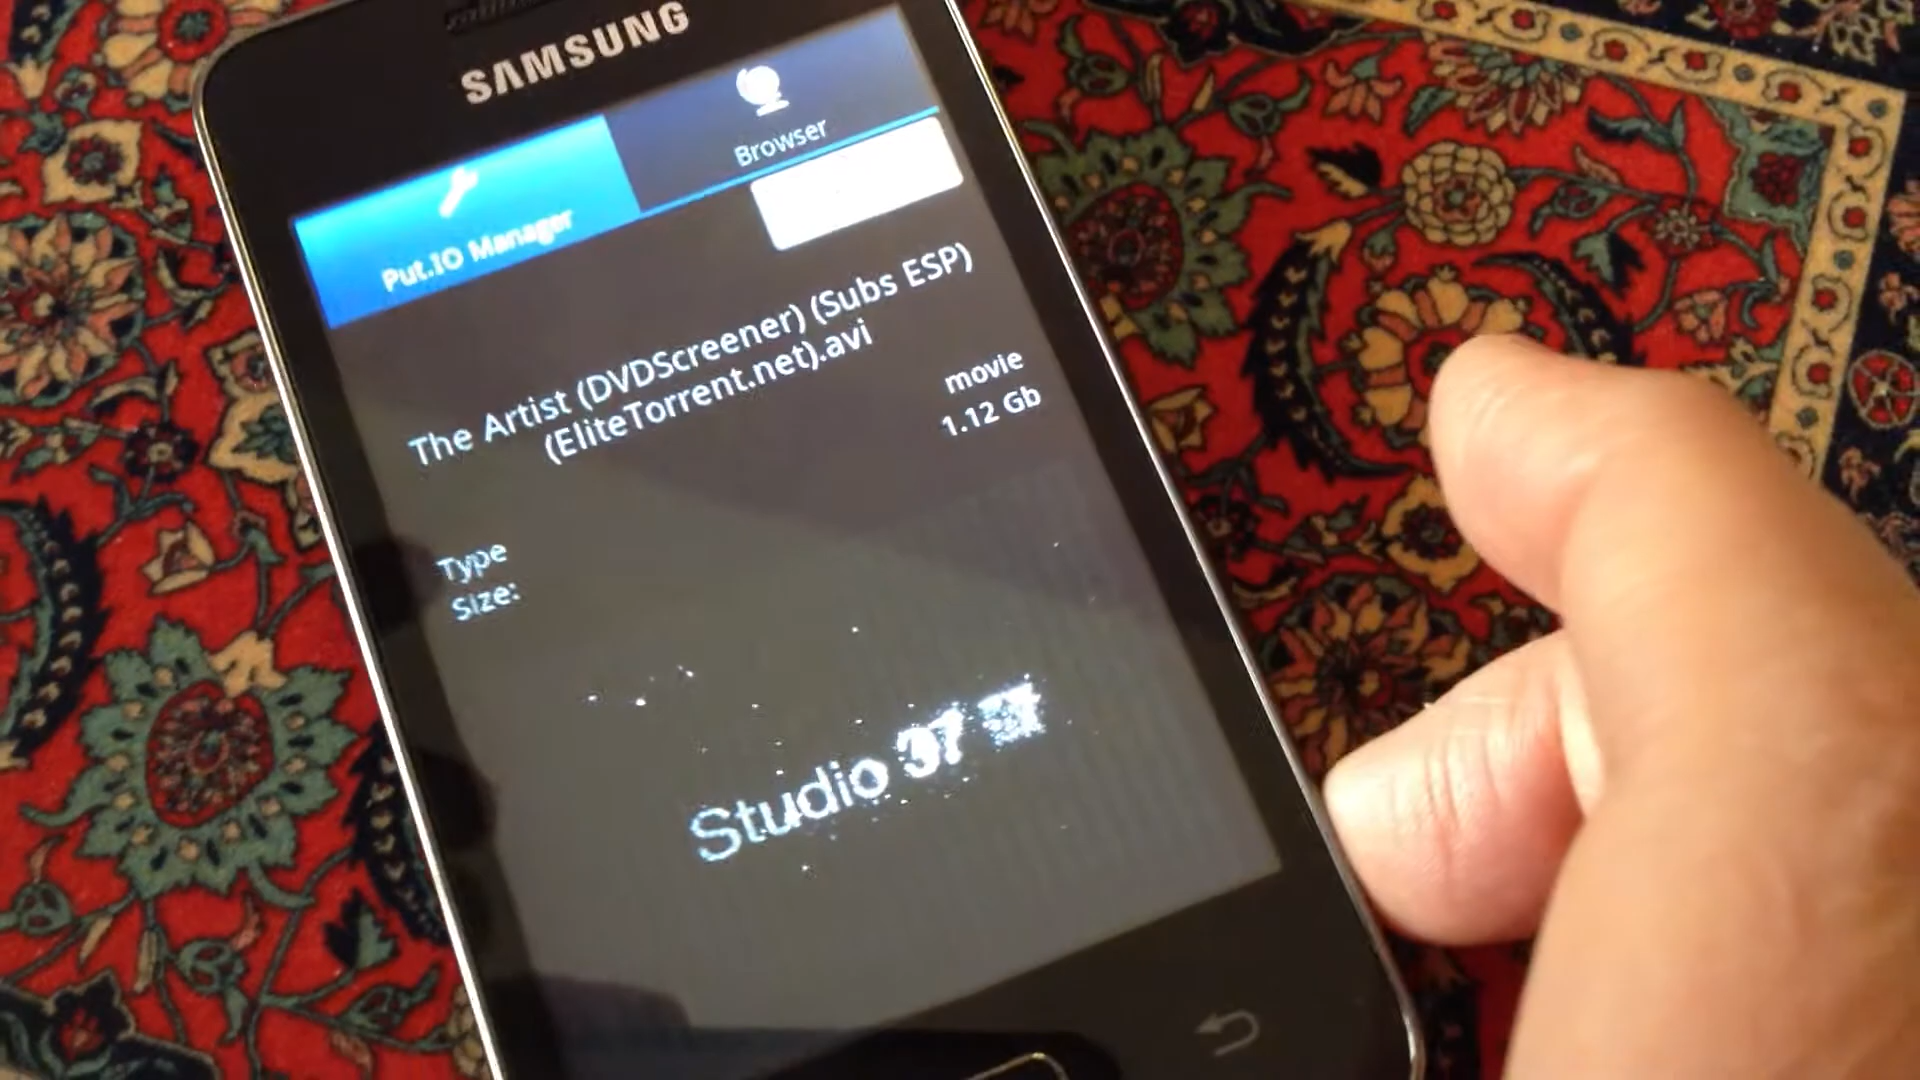 SAMSUNG
Browser
Put.IO Manager
The Artist (DVDScreener) (Subs ESP)
(EliteTorrent.net).avi
movie
1.12 Gb
Type
Size:
Studio 37